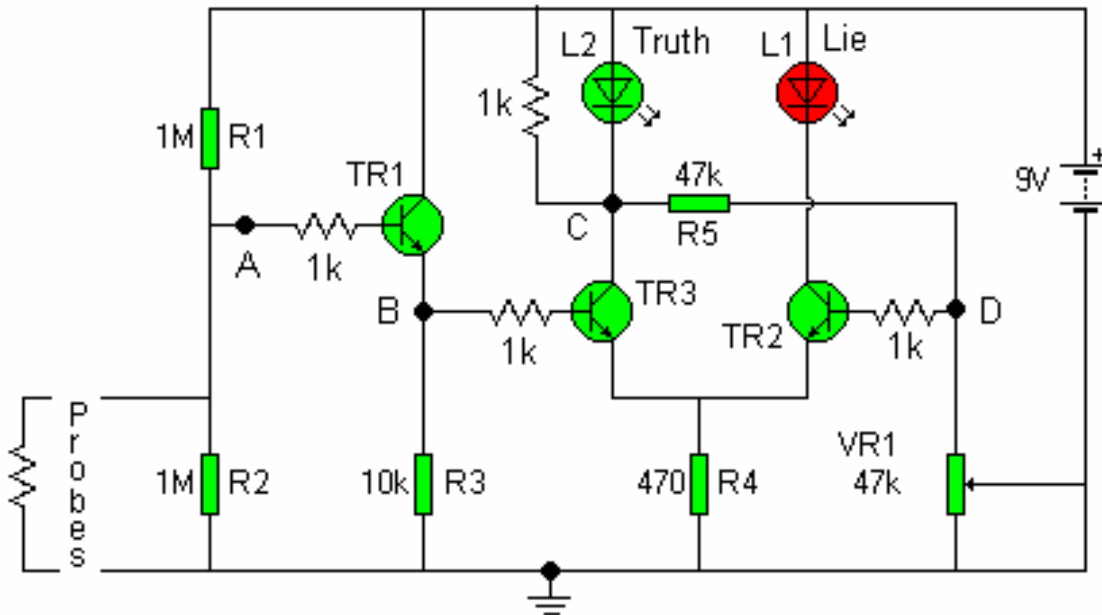 L2
Truth
L1
Lie
1k
1M
R1
TR1
47k
R5
9V
+
C
A
1k
B
TR3
TR2
D
1k
1k
Probes
1M
R2
10k
R3
470
R4
VR1
47k